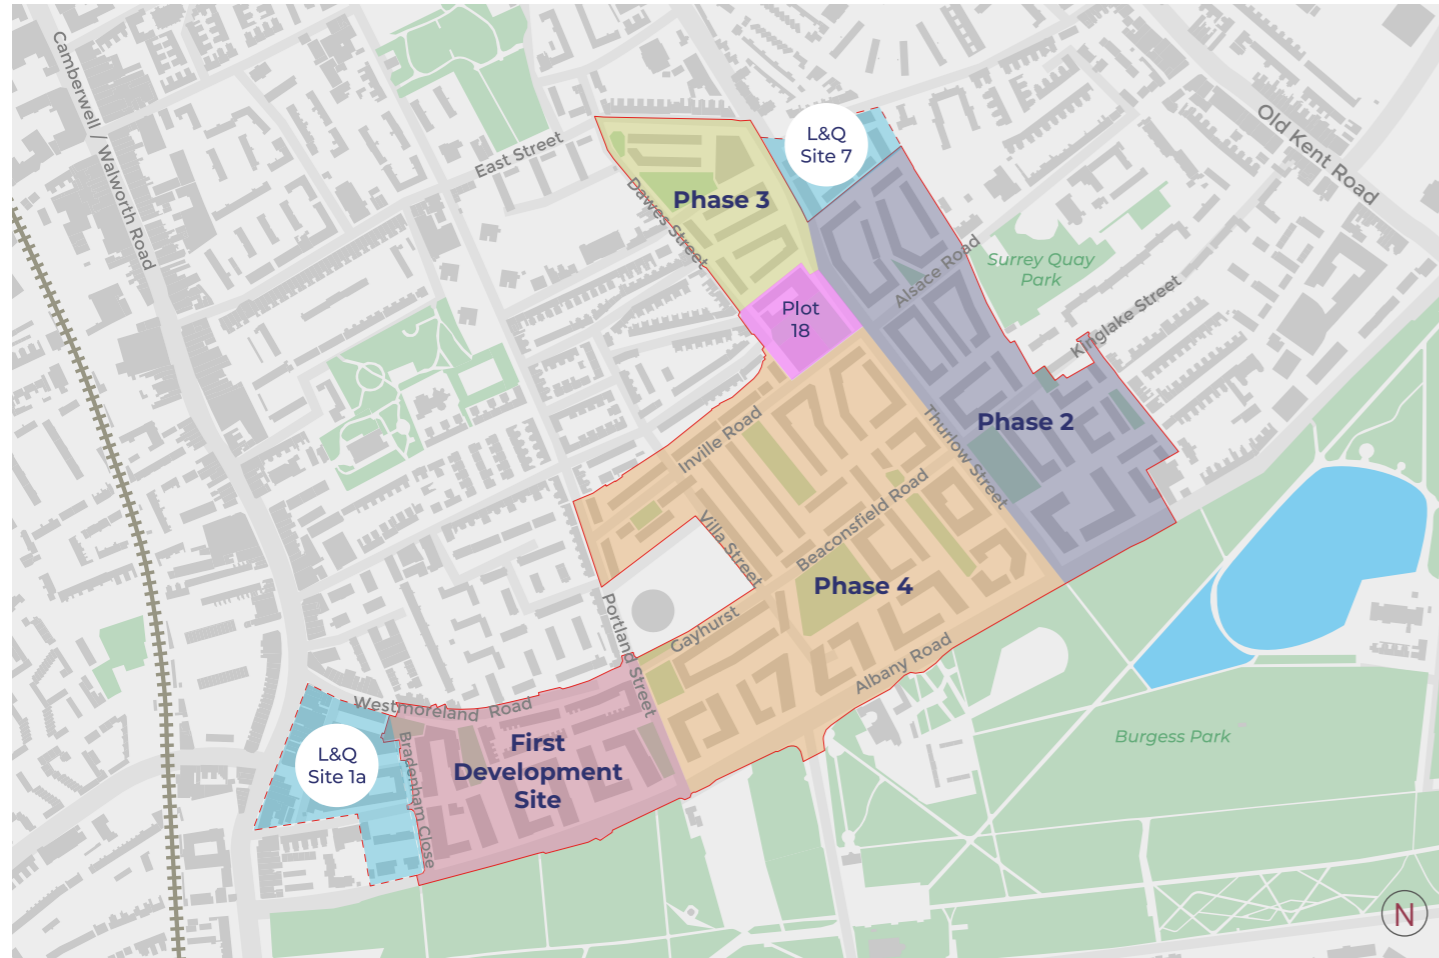 Camberwell / Walworth Road
East Street
Old Kent Road
L&Q
Site 7
Phase 3
Dawes Street
Alsace Road
Surrey Quay
Park
Kinglake Street
Plot
18
Phase 2
Thurlow Street
Inville Road
Villa Street
Beaconsfield Road
Phase 4
Portland Street
Gayhurst
Albany Road
Westmoreland Road
Bradenham Close
L&Q
Site 1a
First
Development
Site
Burgess Park
N